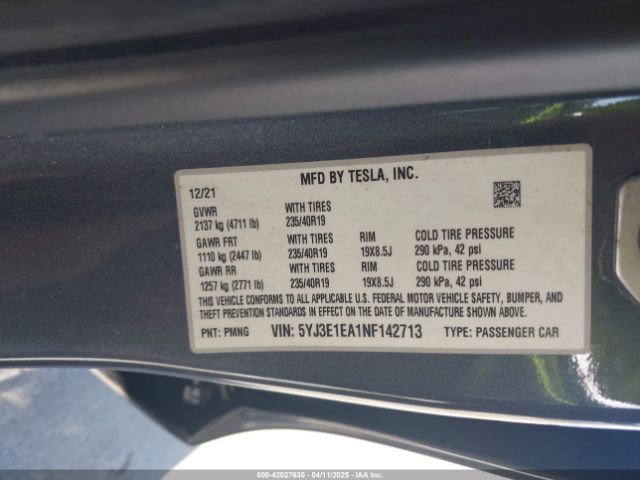 MFD BY TESLA, INC.
12/21
GVWR WITH TIRES
2137 kg (4711 lb) 235/40R19
GAWR FRT WITH TIRES RIM COLD TIRE PRESSURE
1110 kg (2447 lb) 235/40R19 19X8.5J 290 kPa, 42 psi
GAWR RR WITH TIRES RIM COLD TIRE PRESSURE
1257 kg (2771 lb) 235/40R19 19X8.5J 290 kPa, 42 psi
THIS VEHICLE CONFORMS TO ALL APPLICABLE U.S. FEDERAL MOTOR VEHICLE SAFETY, BUMPER, AND
THEFT PREVENTION STANDARDS IN EFFECT ON THE DATE OF MANUFACTURE SHOWN ABOVE.
PNT: PMNG VIN: 5YJ3E1EA1NF142713 TYPE: PASSENGER CAR
000-42027630 - 04/11/2025 - IAAI, Inc.